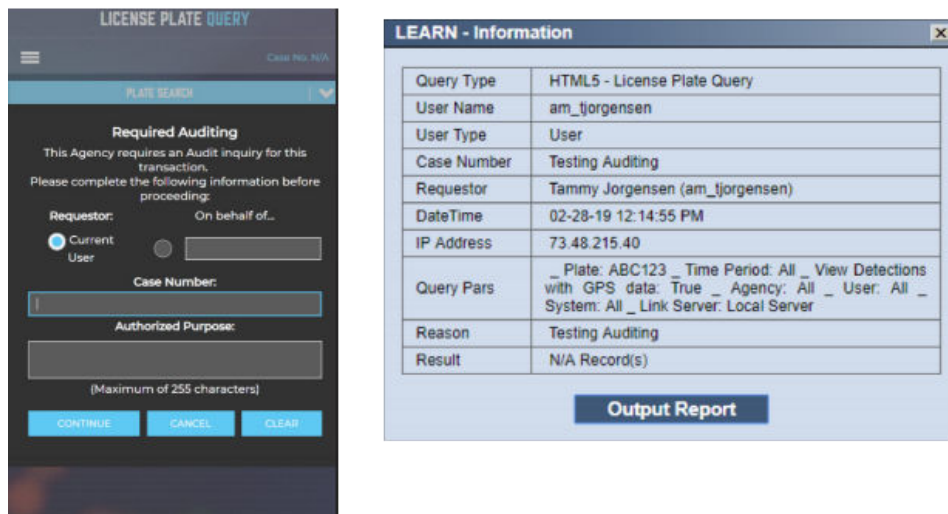 LICENSE PLATE QUERY
Case No. N/A
PLATE SEARCH
Required Auditing
This Agency requires an Audit inquiry for this
transaction.
Please complete the following information before
proceeding:
Requestor: On behalf of...
Current
User
Case Number:
Authorized Purpose:
(Maximum of 255 characters)
CONTINUE CANCEL CLEAR
LEARN - Information
Query Type HTML5 - License Plate Query
User Name am_tjorgensen
User Type User
Case Number Testing Auditing
Requestor Tammy Jorgensen (am_tjorgensen)
DateTime 02-28-19 12:14:55 PM
IP Address 73.48.215.40
Query Pars _ Plate: ABC123 _ Time Period: All _ View Detections
with GPS data: True _ Agency: All _ User: All _
System: All _ Link Server: Local Server
Reason Testing Auditing
Result N/A Record(s)
Output Report